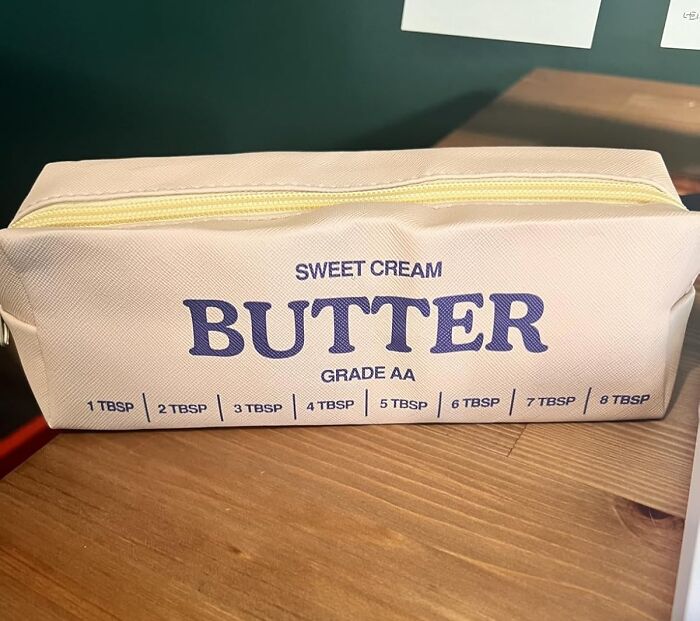 SWEET CREAM
BUTTER
GRADE AA
1 TBSP | 2 TBSP | 3 TBSP | 4 TBSP | 5 TBSP | 6 TBSP | 7 TBSP | 8 TBSP